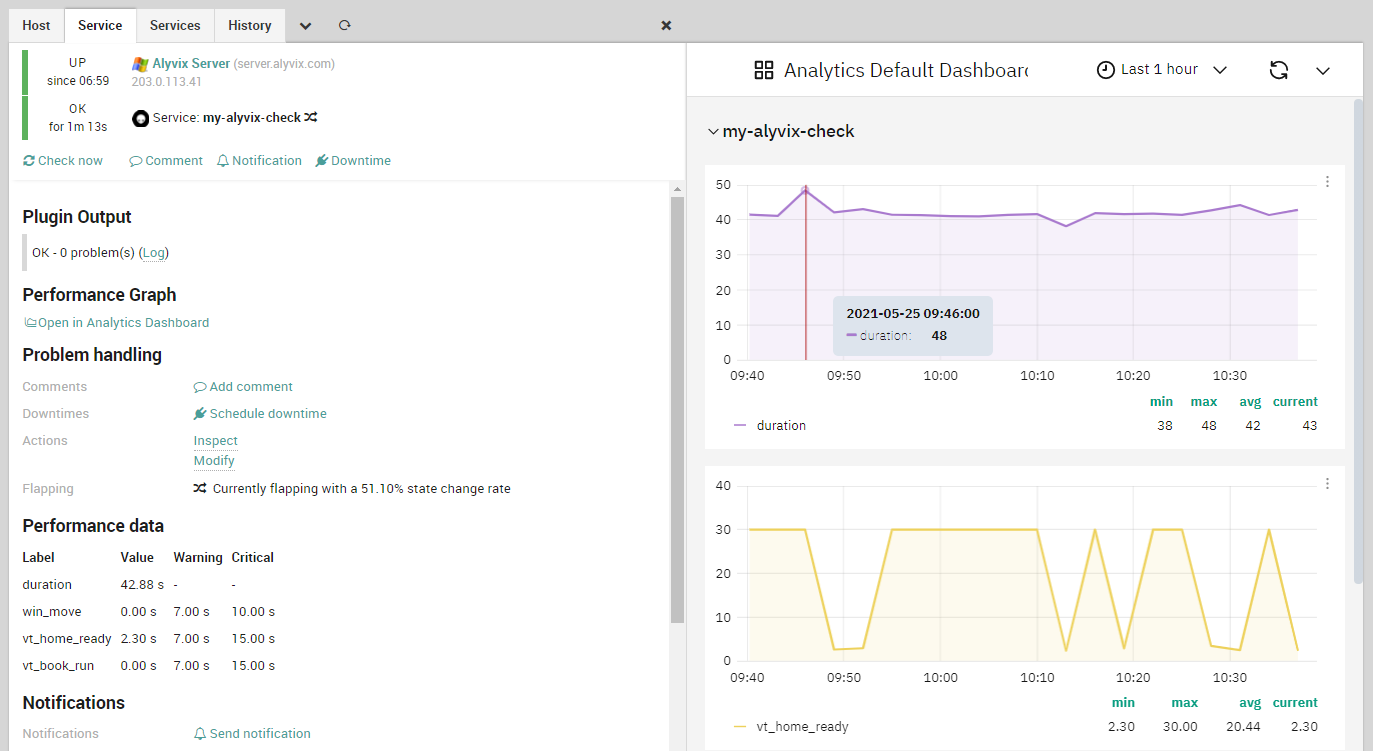 Host Service Services History
UP
since 06:59
Alyvix Server (server.alyvix.com)
203.0.113.41
OK
for 1m 13s
Service: my-alyvix-check
Check now Comment Notification Downtime
Plugin Output
OK - 0 problem(s) (Log)
Performance Graph
Open in Analytics Dashboard
Problem handling
Comments Add comment
Downtimes Schedule downtime
Actions Inspect
Modify
Flapping Currently flapping with a 51.10% state change rate
Performance data
Label Value Warning Critical
duration 42.88 s - -
win_move 0.00 s 7.00 s 10.00 s
vt_home_ready 2.30 s 7.00 s 15.00 s
vt_book_run 0.00 s 7.00 s 15.00 s
Notifications
Notifications Send notification
Analytics Default Dashboard Last 1 hour
my-alyvix-check
50
40
30
20
10
0
2021-05-25 09:46:00
duration: 48
09:40 09:50 10:00 10:10 10:20 10:30
min max avg current
duration 38 48 42 43
40
30
20
10
0
09:40 09:50 10:00 10:10 10:20 10:30
min max avg current
vt_home_ready 2.30 30.00 20.44 2.30